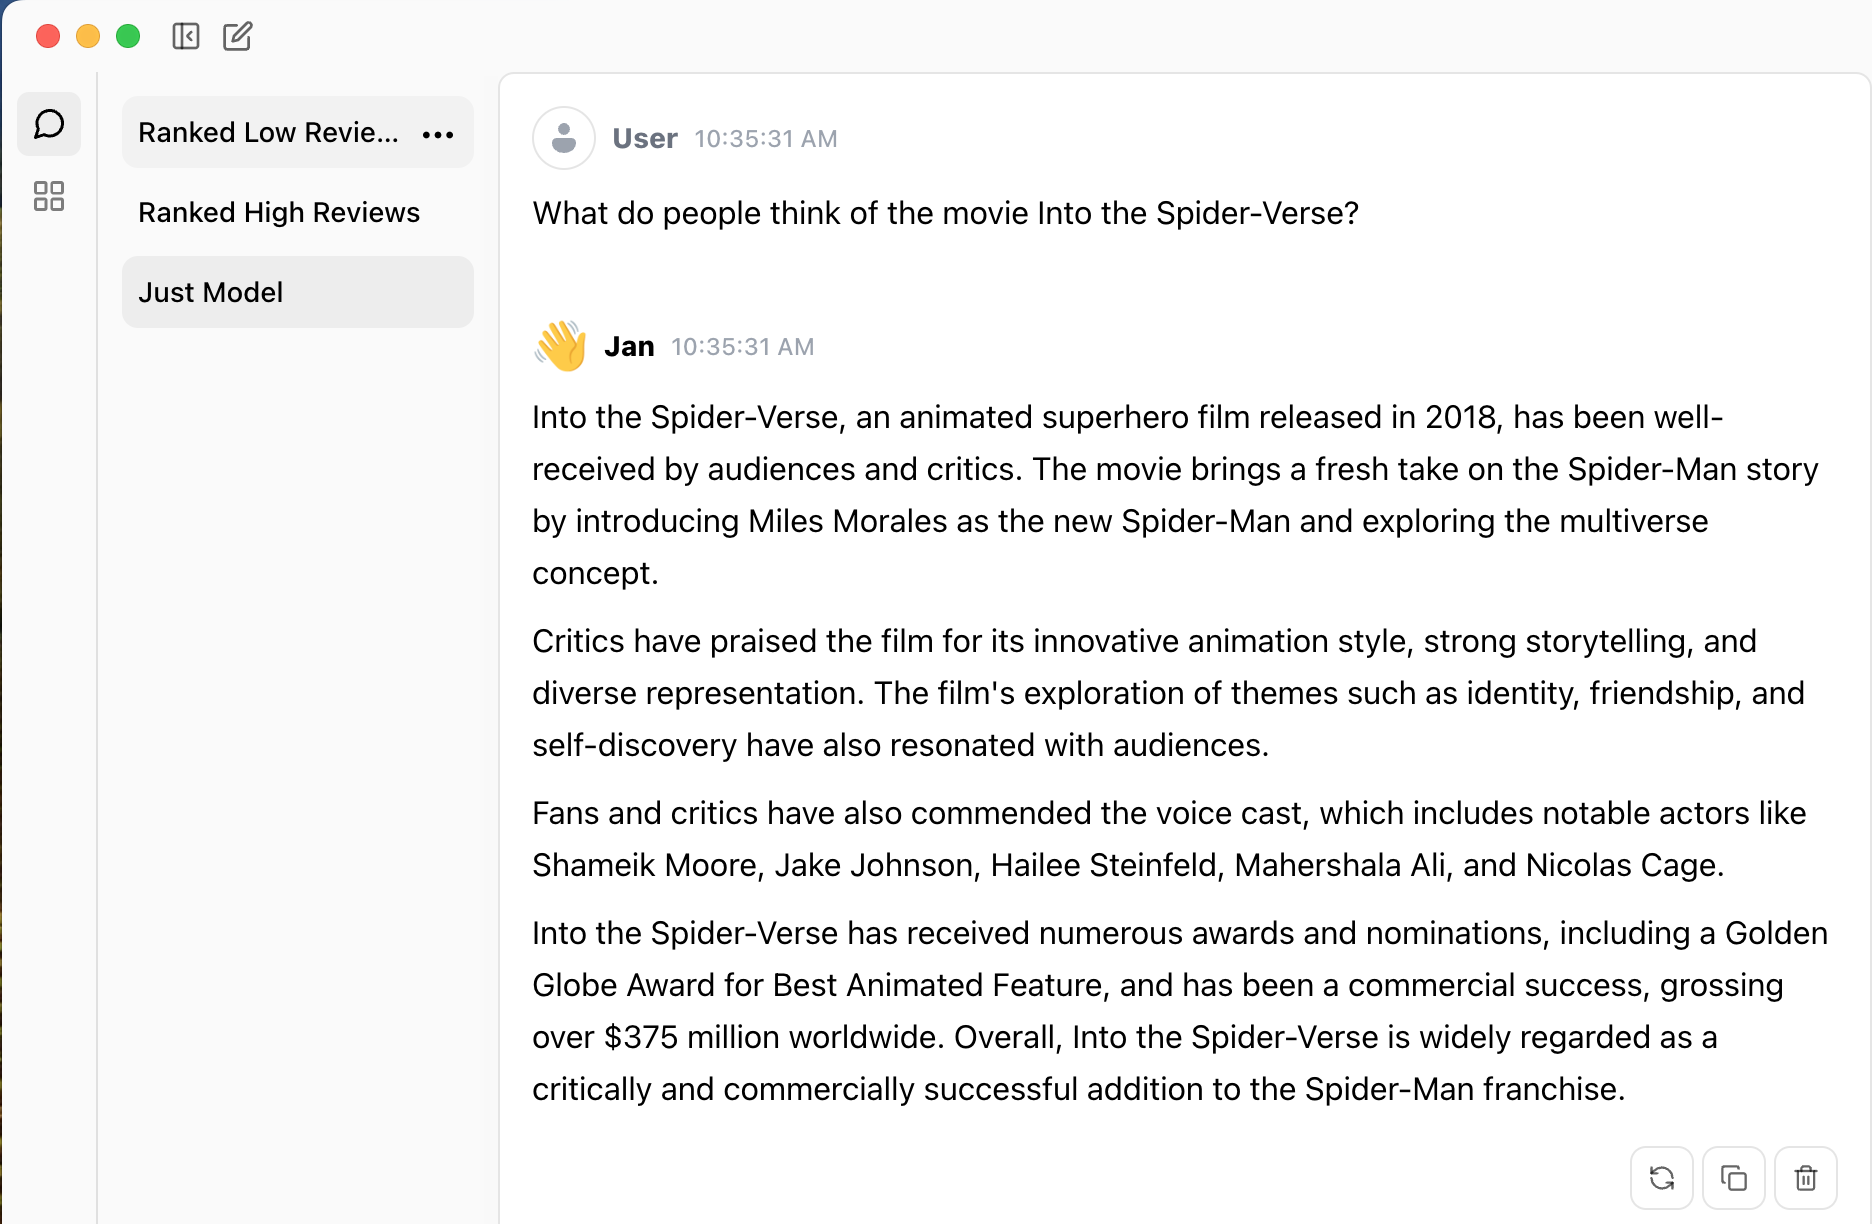 Ranked Low Revie...
Ranked High Reviews
Just Model
User 10:35:31 AM
What do people think of the movie Into the Spider-Verse?
Jan 10:35:31 AM
Into the Spider-Verse, an animated superhero film released in 2018, has been well-
received by audiences and critics. The movie brings a fresh take on the Spider-Man story
by introducing Miles Morales as the new Spider-Man and exploring the multiverse
concept.
Critics have praised the film for its innovative animation style, strong storytelling, and
diverse representation. The film's exploration of themes such as identity, friendship, and
self-discovery have also resonated with audiences.
Fans and critics have also commended the voice cast, which includes notable actors like
Shameik Moore, Jake Johnson, Hailee Steinfeld, Mahershala Ali, and Nicolas Cage.
Into the Spider-Verse has received numerous awards and nominations, including a Golden
Globe Award for Best Animated Feature, and has been a commercial success, grossing
over $375 million worldwide. Overall, Into the Spider-Verse is widely regarded as a
critically and commercially successful addition to the Spider-Man franchise.